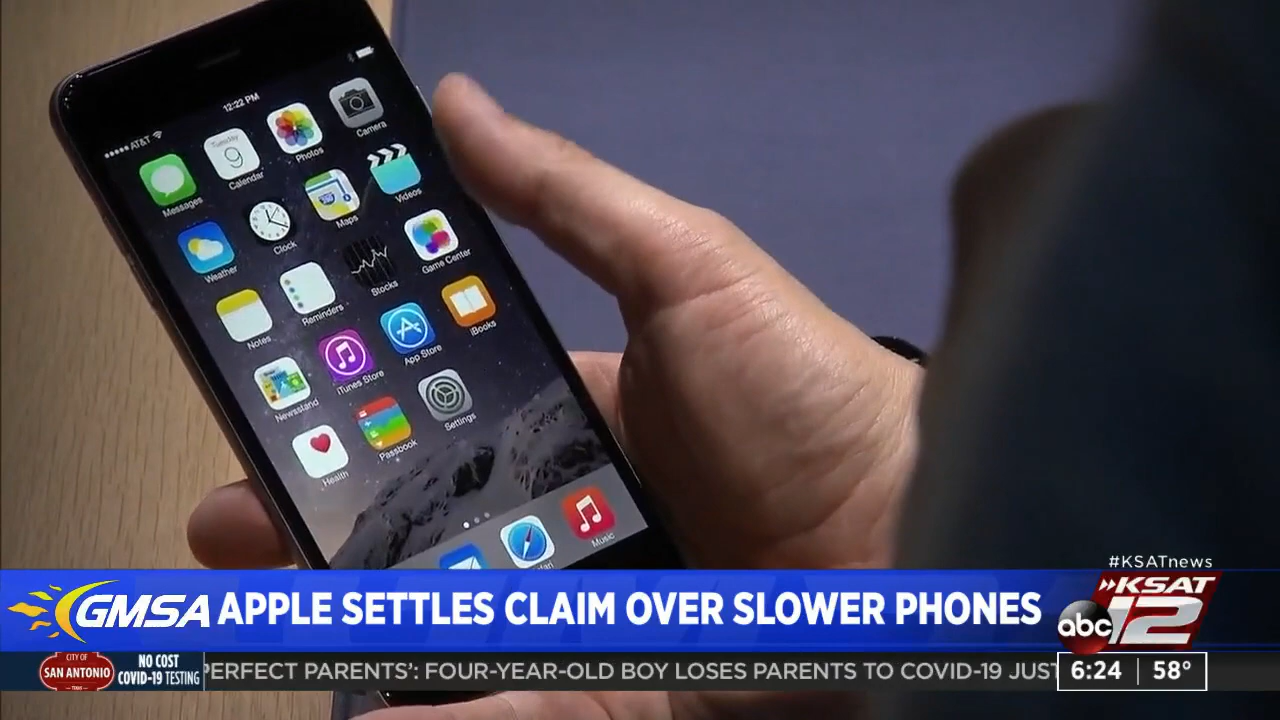 12:22 PM
●●●●● AT&T
Messages
Tuesday
9
Calendar
Photos
Camera
Weather
Clock
Maps
Videos
Notes
Reminders
Stocks
Game Center
Newsstand
iTunes Store
App Store
iBooks
Health
Passbook
Settings
Music
#KSATnews
GMSA
APPLE SETTLES CLAIM OVER SLOWER PHONES
KSAT
abc
12
CITY OF
SAN ANTONIO
TEXAS
NO COST
COVID-19 TESTING
PERFECT PARENTS’: FOUR-YEAR-OLD BOY LOSES PARENTS TO COVID-19 JUST
6:24
58°